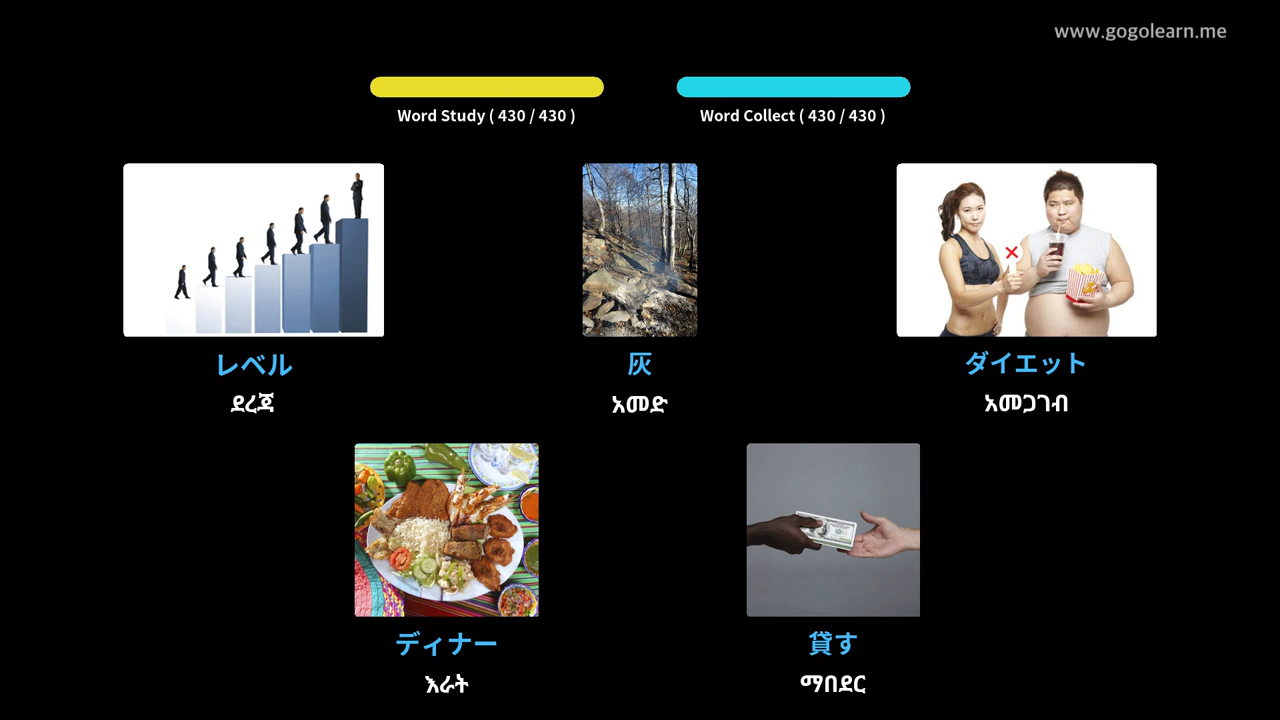 www.gogolearn.me
Word Study ( 430 / 430 )
Word Collect ( 430 / 430 )
レベル
ደረጃ
灰
አመድ
ダイエット
አመጋገብ
ディナー
እራት
貸す
ማበደር